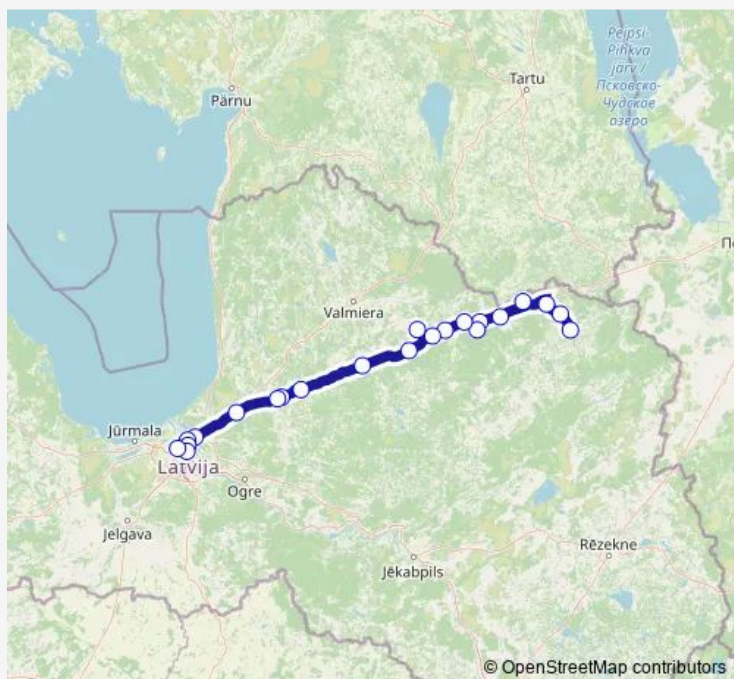 Peipsi-
Pihkva
järv /
Псковско-
Чудское
озеро
Tartu
Pärnu
Valmiera
Jūrmala
Latvija
Ogre
Jelgava
Rēzekne
Jēkabpils
© OpenStreetMap contributors